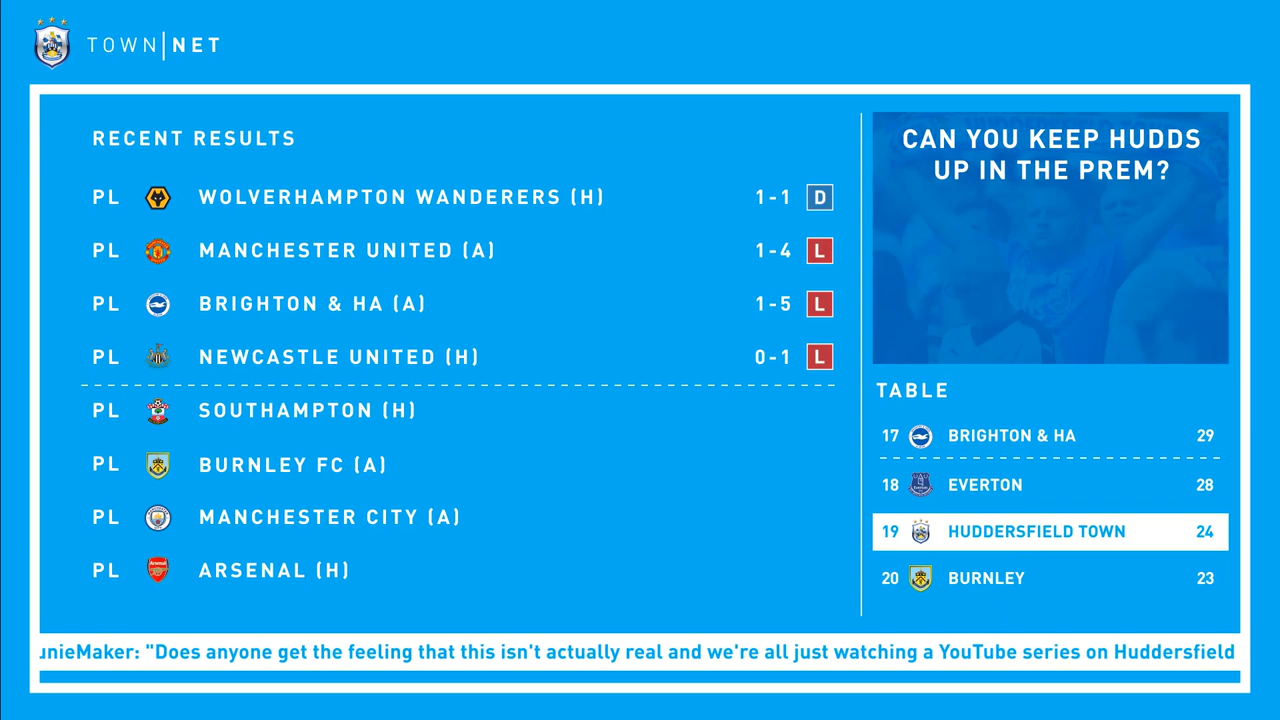 TOWN|NET
RECENT RESULTS
PL WOLVERHAMPTON WANDERERS (H) 1-1 D
PL MANCHESTER UNITED (A) 1-4 L
PL BRIGHTON & HA (A) 1-5 L
PL NEWCASTLE UNITED (H) 0-1 L
PL SOUTHAMPTON (H)
PL BURNLEY FC (A)
PL MANCHESTER CITY (A)
PL ARSENAL (H)
CAN YOU KEEP HUDDS
UP IN THE PREM?
TABLE
17 BRIGHTON & HA 29
18 EVERTON 28
19 HUDDERSFIELD TOWN 24
20 BURNLEY 23
nieMaker: "Does anyone get the feeling that this isn't actually real and we're all just watching a YouTube series on Huddersfield